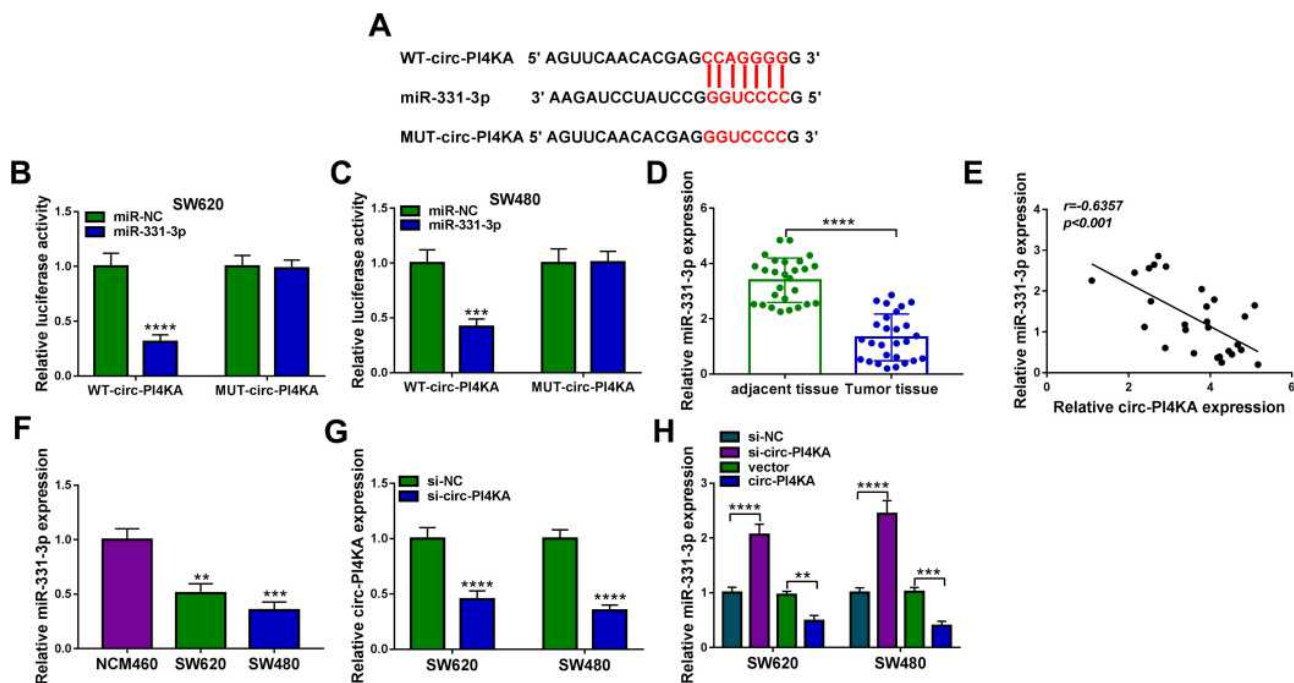 A
WT-circ-PI4KA 5' AGUUCAACACGAGCCAGGGGG 3'
miR-331-3p 3' AAGAUCCUAUCCGGGUCCCCG 5'
MUT-circ-PI4KA 5' AGUUCAACACGAGGGUCCCCG 3'
B
SW620
miR-NC
miR-331-3p
Relative luciferase activity
1.5
1.0
0.5
0.0
****
WT-circ-PI4KA MUT-circ-PI4KA
C
SW480
miR-NC
miR-331-3p
Relative luciferase activity
1.5
1.0
0.5
0.0
***
WT-circ-PI4KA MUT-circ-PI4KA
D
Relative miR-331-3p expression
6
4
2
0
****
adjacent tissue Tumor tissue
E
r=-0.6357
p<0.001
Relative miR-331-3p expression
4
3
2
1
0
0 2 4 6
Relative circ-PI4KA expression
F
Relative miR-331-3p expression
1.5
1.0
0.5
0.0
** ***
NCM460 SW620 SW480
G
si-NC
si-circ-PI4KA
Relative circ-PI4KA expression
1.5
1.0
0.5
0.0
**** ****
SW620 SW480
H
si-NC
si-circ-PI4KA
vector
circ-PI4KA
Relative miR-331-3p expression
3
2
1
0
**** ** **** ***
SW620 SW480